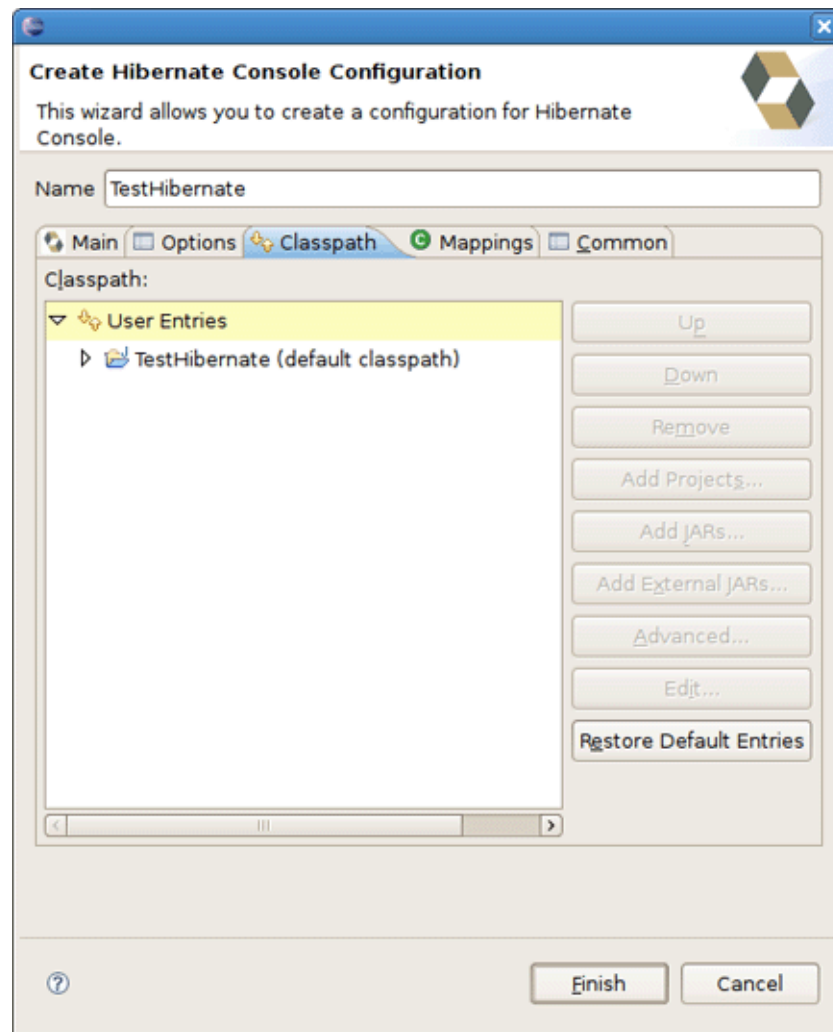 Create Hibernate Console Configuration
This wizard allows you to create a configuration for Hibernate
Console.
Name TestHibernate
Main Options Classpath Mappings Common
Classpath:
User Entries
TestHibernate (default classpath)
Up
Down
Remove
Add Projects...
Add JARs...
Add External JARs...
Advanced...
Edit...
Restore Default Entries
Finish Cancel